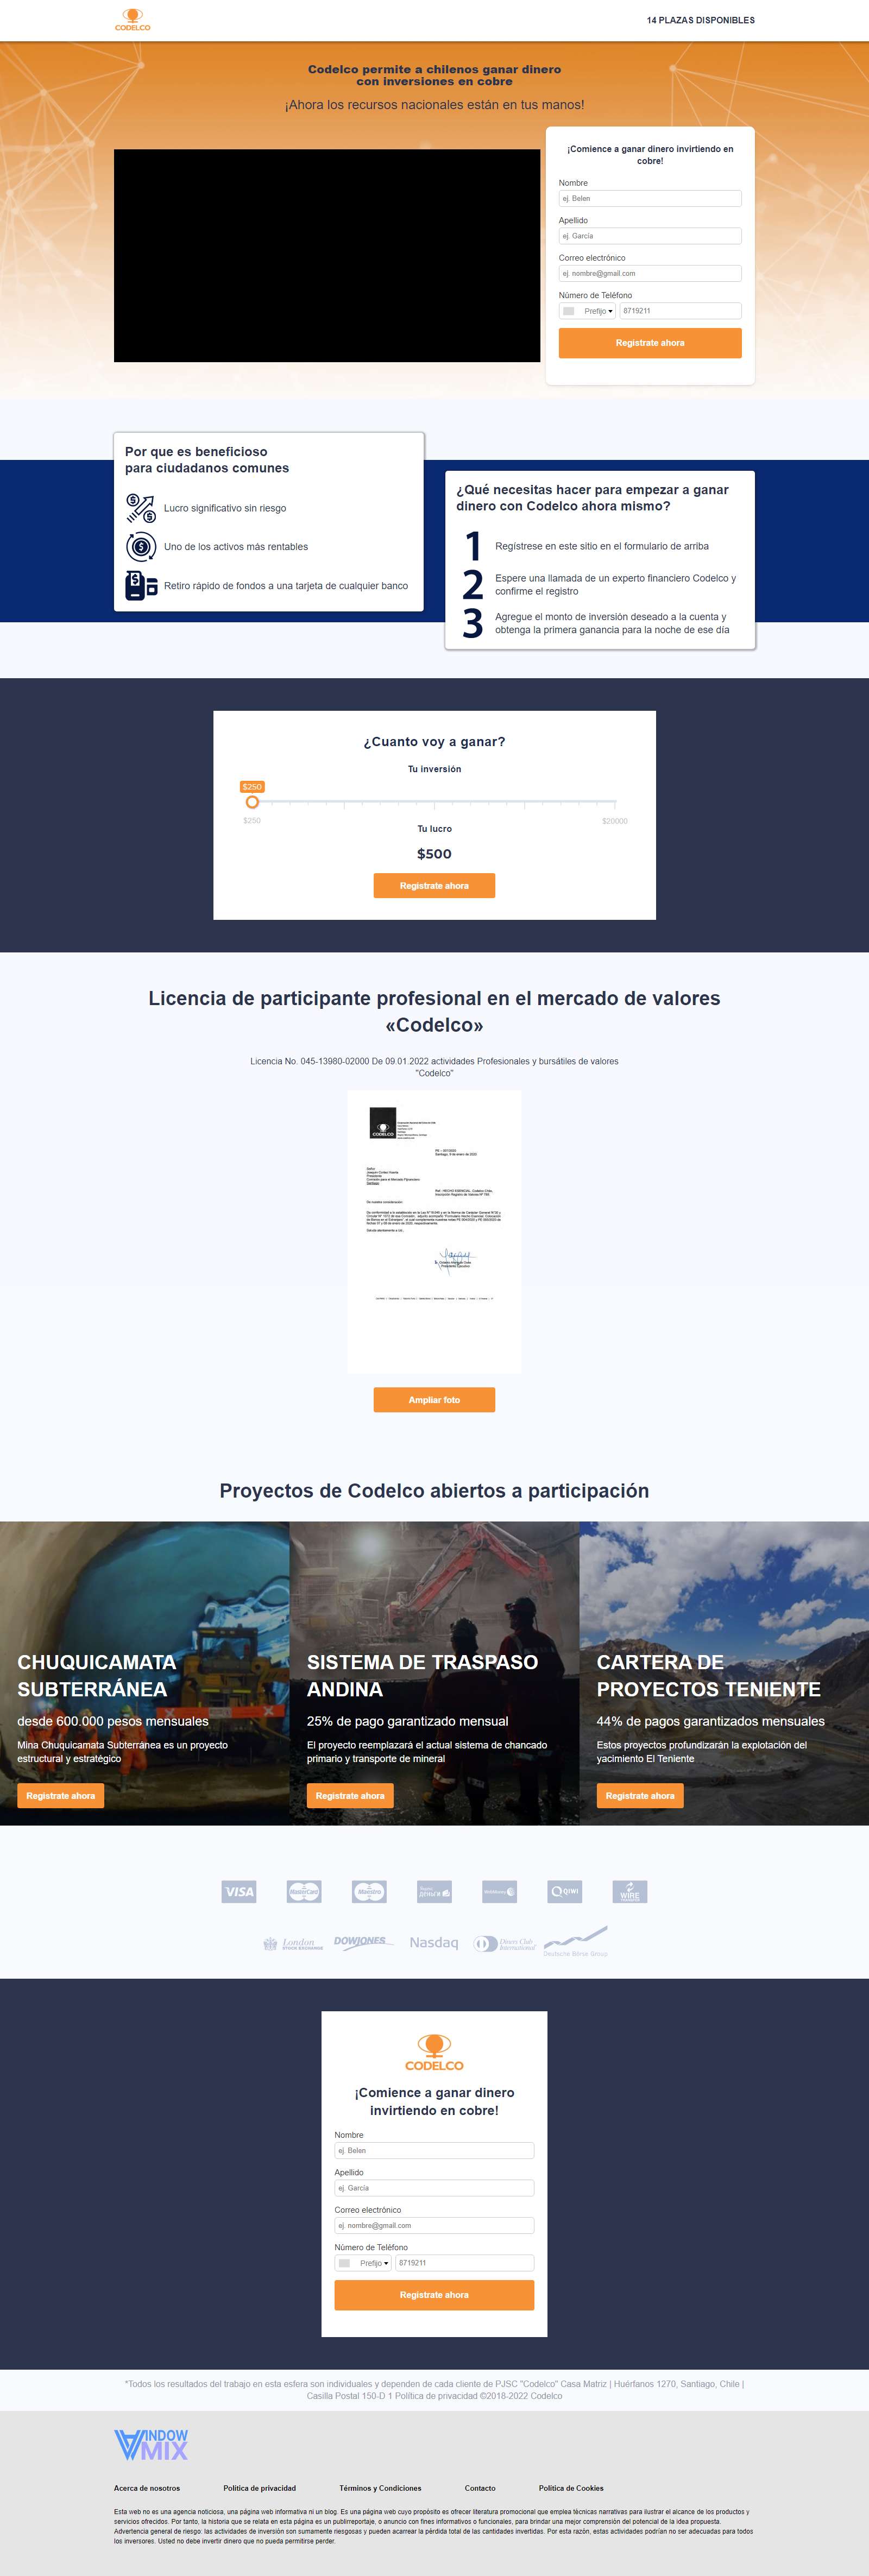 CODELCO
14 PLAZAS DISPONIBLES
Codelco permite a chilenos ganar dinero
con inversiones en cobre
¡Ahora los recursos nacionales están en tus manos!
¡Comience a ganar dinero invirtiendo en
cobre!
Nombre
ej. Belen
Apellido
ej. García
Correo electrónico
ej. nombre@gmail.com
Número de Teléfono
Prefijo 8719211
Registrate ahora
Por que es beneficioso
para ciudadanos comunes
Lucro significativo sin riesgo
Uno de los activos más rentables
Retiro rápido de fondos a una tarjeta de cualquier banco
¿Qué necesitas hacer para empezar a ganar
dinero con Codelco ahora mismo?
1 Regístrese en este sitio en el formulario de arriba
2 Espere una llamada de un experto financiero Codelco y
confirme el registro
3 Agregue el monto de inversión deseado a la cuenta y
obtenga la primera ganancia para la noche de ese día
¿Cuanto voy a ganar?
Tu inversión
$250
$250 $20000
Tu lucro
$500
Registrate ahora
Licencia de participante profesional en el mercado de valores
«Codelco»
Licencia No. 045-13980-02000 De 09.01.2022 actividades Profesionales y bursátiles de valores
"Codelco"
CODELCO
Ampliar foto
Proyectos de Codelco abiertos a participación
CHUQUICAMATA
SUBTERRÁNEA
desde 600.000 pesos mensuales
Mina Chuquicamata Subterránea es un proyecto
estructural y estratégico
Registrate ahora
SISTEMA DE TRASPASO
ANDINA
25% de pago garantizado mensual
El proyecto reemplazará el actual sistema de chancado
primario y transporte de mineral
Registrate ahora
CARTERA DE
PROYECTOS TENIENTE
44% de pagos garantizados mensuales
Estos proyectos profundizarán la explotación del
yacimiento El Teniente
Registrate ahora
VISA MasterCard Maestro ДЕНЬГИ QIWI WIRE
London STOCK EXCHANGE DOWJONES Nasdaq Diners Club International Deutsche Börse Group
CODELCO
¡Comience a ganar dinero
invirtiendo en cobre!
Nombre
ej. Belen
Apellido
ej. García
Correo electrónico
ej. nombre@gmail.com
Número de Teléfono
Prefijo 8719211
Registrate ahora
*Todos los resultados del trabajo en esta esfera son individuales y dependen de cada cliente de PJSC "Codelco" Casa Matriz | Huérfanos 1270, Santiago, Chile |
Casilla Postal 150-D 1 Política de privacidad ©2018-2022 Codelco
WINDOW
MIX
Acerca de nosotros Politica de privacidad Términos y Condiciones Contacto Politica de Cookies
Esta web no es una agencia noticiosa, una página web informativa ni un blog. Es una página web cuyo propósito es ofrecer literatura promocional que emplea técnicas narrativas para ilustrar el alcance de los productos y
servicios ofrecidos. Por tanto, la historia que se relata en esta página es un publirreportaje, o anuncio con fines informativos o funcionales, para brindar una mejor comprensión del potencial de la idea propuesta.
Advertencia general de riesgo: las actividades de inversión son sumamente riesgosas y pueden acarrear la pérdida total de las cantidades invertidas. Por esta razón, estas actividades podrían no ser adecuadas para todos
los inversores. Usted no debe invertir dinero que no pueda permitirse perder.